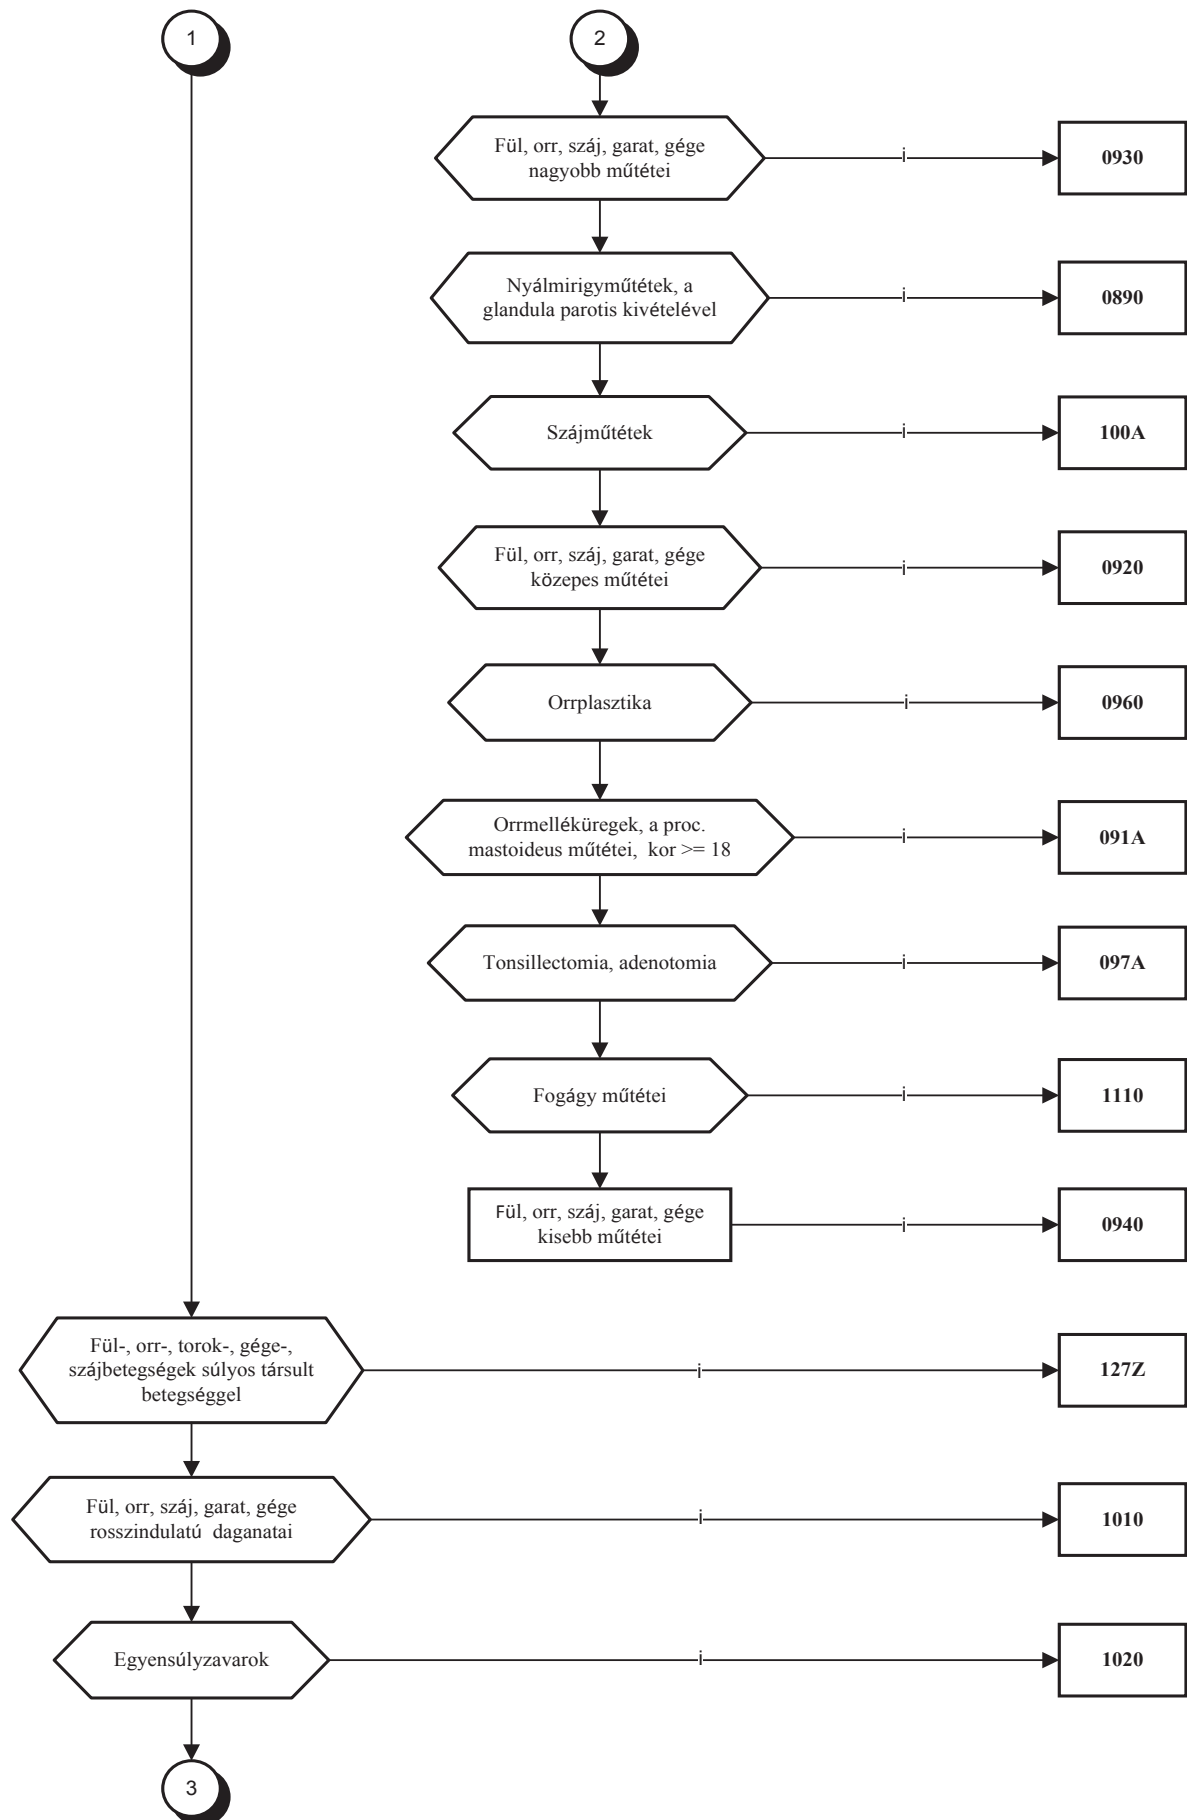 1
2
Fül, orr, száj, garat, gége
nagyobb műtétei
i
0930
Nyálmirigyműtétek, a
glandula parotis kivételével
i
0890
Szájműtétek
i
100A
Fül, orr, száj, garat, gége
közepes műtétei
i
0920
Orrplasztika
i
0960
Orrmelléküregek, a proc.
mastoideus műtétei, kor >= 18
i
091A
Tonsillectomia, adenotomia
i
097A
Fogágy műtétei
i
1110
Fül, orr, száj, garat, gége
kisebb műtétei
i
0940
Fül-, orr-, torok-, gége-,
szájbetegségek súlyos társult
betegséggel
i
127Z
Fül, orr, száj, garat, gége
rosszindulatú daganatai
i
1010
Egyensúlyzavarok
i
1020
3